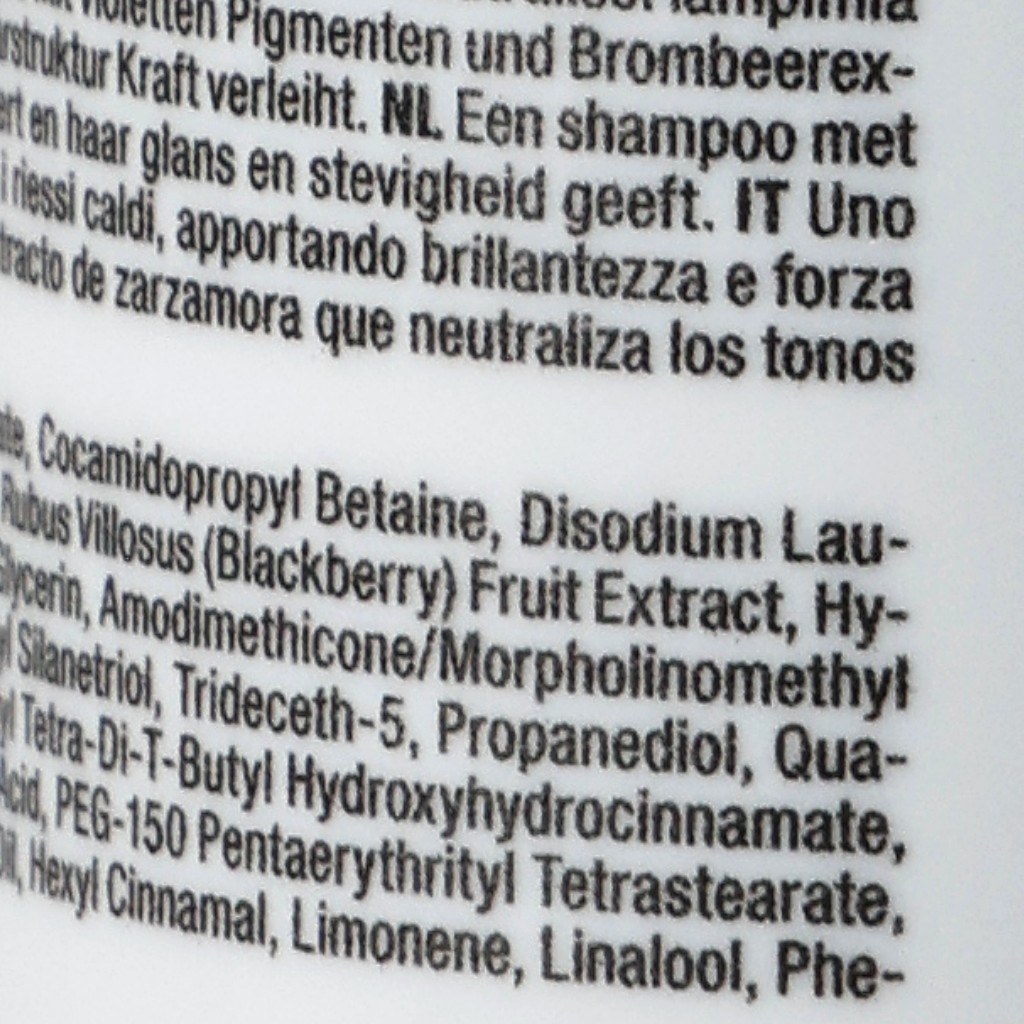 violetten Pigmenten und Brombeerex-
Kraft verleiht. NL Een shampoo met
en haar glans en stevigheid geeft. IT Uno
i riessi caldi, apportando brillantezza e forza
de zarzamora que neutraliza los tonos
Cocamidopropyl Betaine, Disodium Lau-
Rubus Villosus (Blackberry) Fruit Extract, Hy-
Glycerin, Amodimethicone/Morpholinomethyl
Silanetriol, Trideceth-5, Propanediol, Qua-
Tetra-Di-T-Butyl Hydroxyhydrocinnamate,
Acid, PEG-150 Pentaerythrityl Tetrastearate,
Hexyl Cinnamal, Limonene, Linalool, Phe-